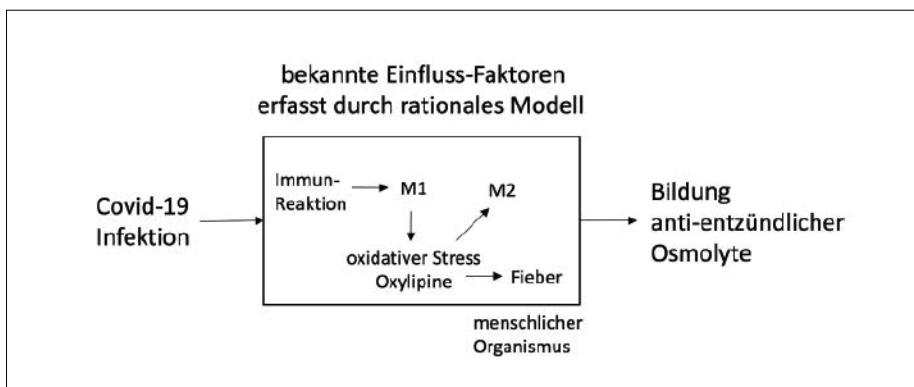 bekannte Einfluss-Faktoren
erfasst durch rationales Modell
Covid-19
Infektion
Immun-
Reaktion
M1
M2
oxidativer Stress
Oxylipine
Fieber
Bildung
anti-entzündlicher
Osmolyte
menschlicher
Organismus